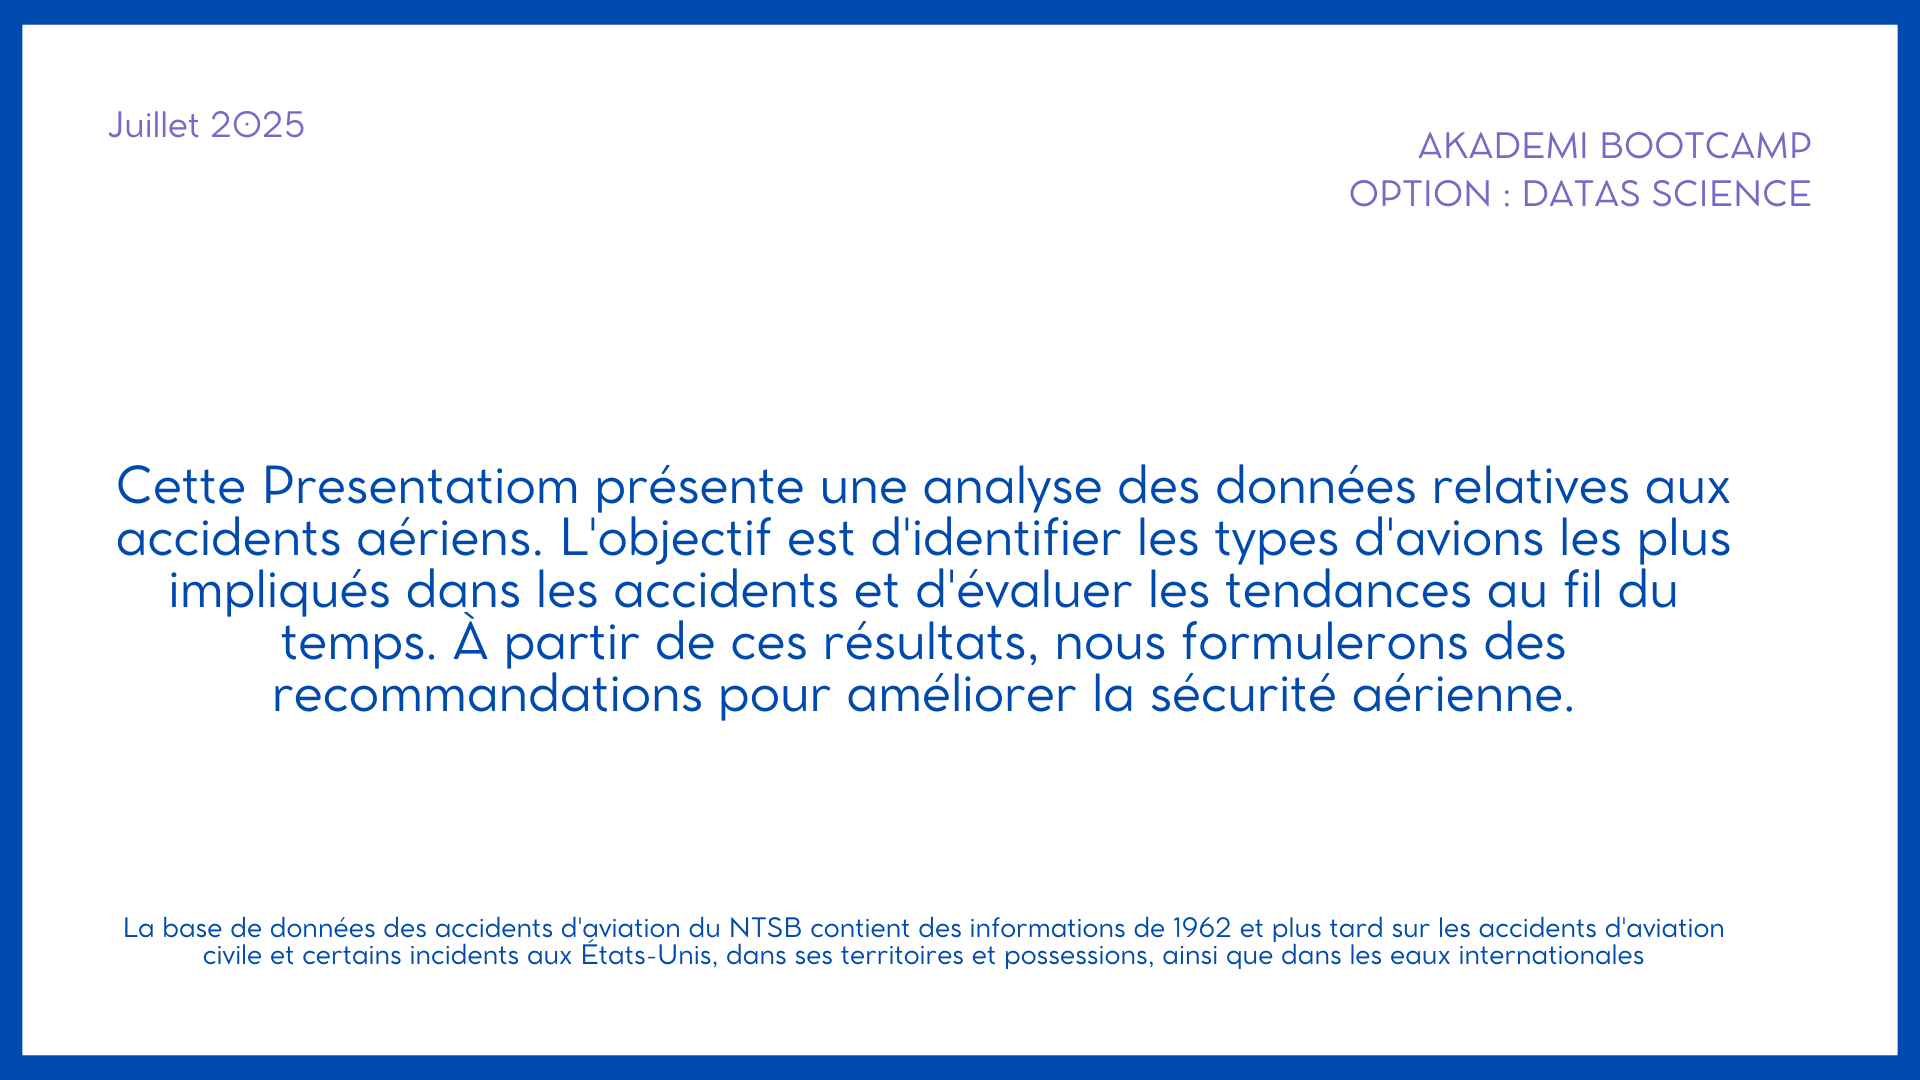 Juillet 2025
AKADEMI BOOTCAMP
OPTION : DATAS SCIENCE
Cette Presentatiom présente une analyse des données relatives aux
accidents aériens. L'objectif est d'identifier les types d'avions les plus
impliqués dans les accidents et d'évaluer les tendances au fil du
temps. À partir de ces résultats, nous formulerons des
recommandations pour améliorer la sécurité aérienne.
La base de données des accidents d'aviation du NTSB contient des informations de 1962 et plus tard sur les accidents d'aviation
civile et certains incidents aux États-Unis, dans ses territoires et possessions, ainsi que dans les eaux internationales